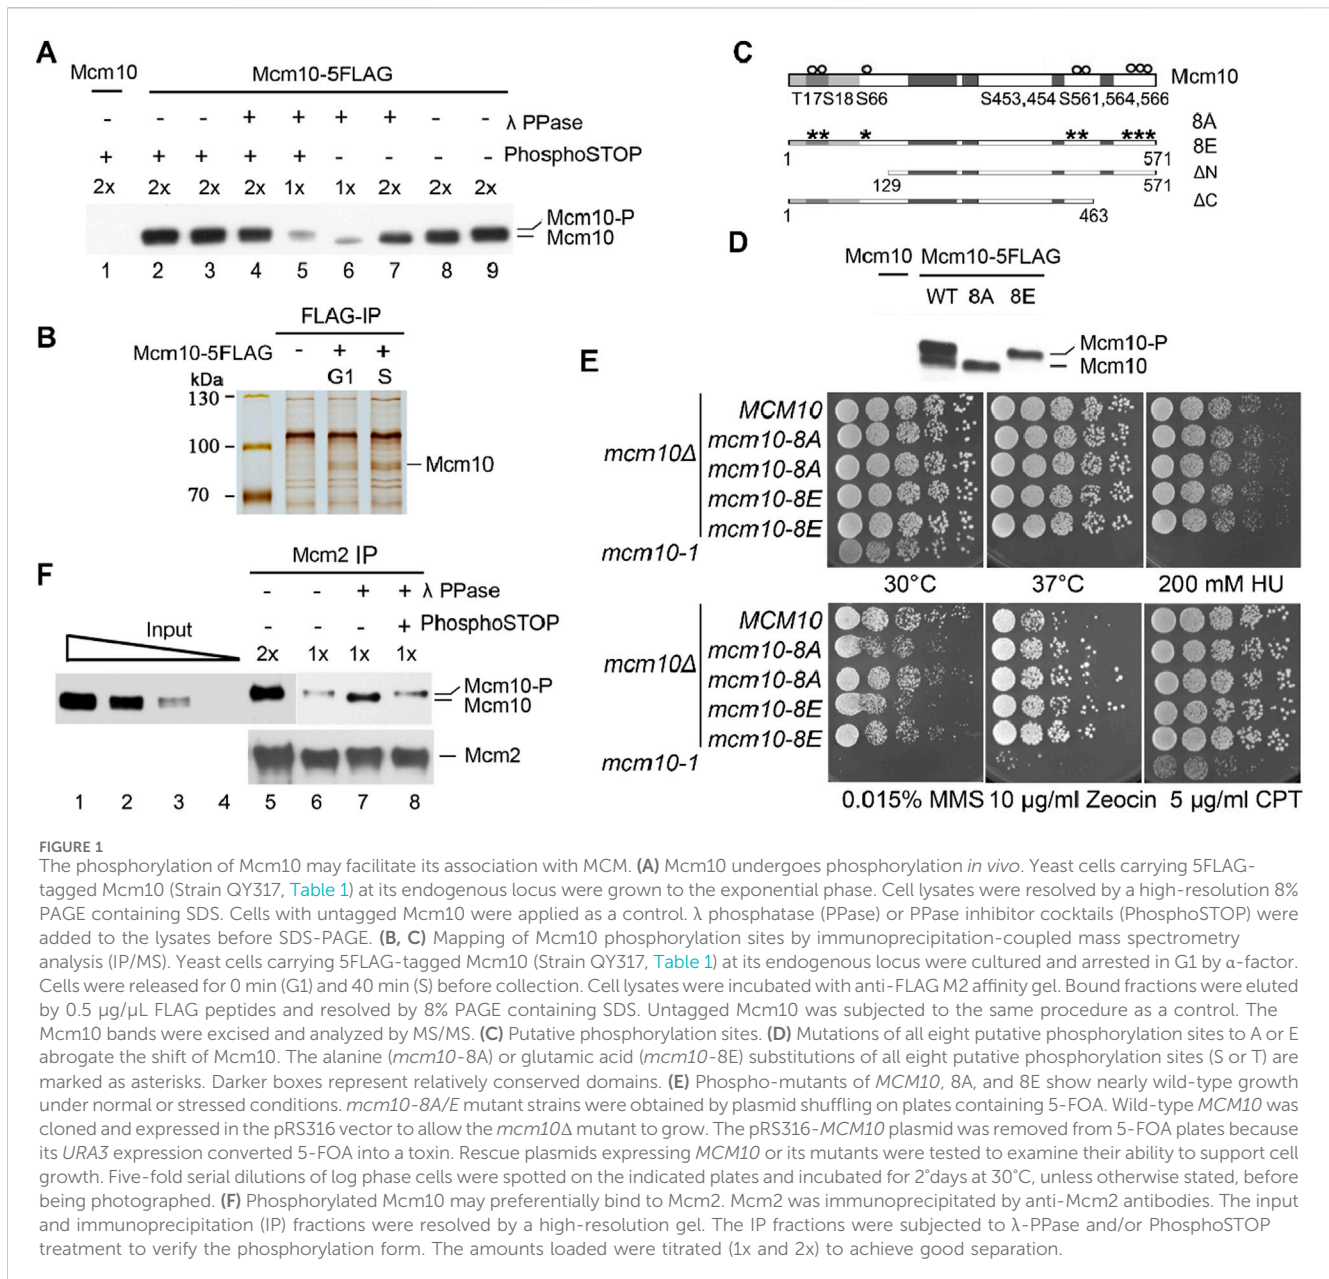 A
Mcm10
Mcm10-5FLAG
- - - + + + + - - λ PPase
+ + + + + - - - - PhosphoSTOP
2x 2x 2x 2x 1x 1x 2x 2x 2x
Mcm10-P
Mcm10
1 2 3 4 5 6 7 8 9
B
FLAG-IP
Mcm10-5FLAG - + +
kDa G1 S
130
100
Mcm10
70
C
Mcm10
T17S18 S66 S453,454 S561,564,566
8A
8E
1 571
ΔN
129 571
ΔC
1 463
D
Mcm10 Mcm10-5FLAG
WT 8A 8E
Mcm10-P
Mcm10
E
mcm10Δ
MCM10
mcm10-8A
mcm10-8A
mcm10-8E
mcm10-8E
mcm10-1
30°C 37°C 200 mM HU
mcm10Δ
MCM10
mcm10-8A
mcm10-8A
mcm10-8E
mcm10-8E
mcm10-1
0.015% MMS 10 µg/ml Zeocin 5 µg/ml CPT
F
Mcm2 IP
- - + + λ PPase
Input - - - + PhosphoSTOP
2x 1x 1x 1x
Mcm10-P
Mcm10
Mcm2
1 2 3 4 5 6 7 8
FIGURE 1
The phosphorylation of Mcm10 may facilitate its association with MCM. (A) Mcm10 undergoes phosphorylation in vivo. Yeast cells carrying 5FLAG-
tagged Mcm10 (Strain QY317, Table 1) at its endogenous locus were grown to the exponential phase. Cell lysates were resolved by a high-resolution 8%
PAGE containing SDS. Cells with untagged Mcm10 were applied as a control. λ phosphatase (PPase) or PPase inhibitor cocktails (PhosphoSTOP) were
added to the lysates before SDS-PAGE. (B, C) Mapping of Mcm10 phosphorylation sites by immunoprecipitation-coupled mass spectrometry
analysis (IP/MS). Yeast cells carrying 5FLAG-tagged Mcm10 (Strain QY317, Table 1) at its endogenous locus were cultured and arrested in G1 by α-factor.
Cells were released for 0 min (G1) and 40 min (S) before collection. Cell lysates were incubated with anti-FLAG M2 affinity gel. Bound fractions were eluted
by 0.5 µg/µL FLAG peptides and resolved by 8% PAGE containing SDS. Untagged Mcm10 was subjected to the same procedure as a control. The
Mcm10 bands were excised and analyzed by MS/MS. (C) Putative phosphorylation sites. (D) Mutations of all eight putative phosphorylation sites to A or E
abrogate the shift of Mcm10. The alanine (mcm10-8A) or glutamic acid (mcm10-8E) substitutions of all eight putative phosphorylation sites (S or T) are
marked as asterisks. Darker boxes represent relatively conserved domains. (E) Phospho-mutants of MCM10, 8A, and 8E show nearly wild-type growth
under normal or stressed conditions. mcm10-8A/E mutant strains were obtained by plasmid shuffling on plates containing 5-FOA. Wild-type MCM10 was
cloned and expressed in the pRS316 vector to allow the mcm10Δ mutant to grow. The pRS316-MCM10 plasmid was removed from 5-FOA plates because
its URA3 expression converted 5-FOA into a toxin. Rescue plasmids expressing MCM10 or its mutants were tested to examine their ability to support cell
growth. Five-fold serial dilutions of log phase cells were spotted on the indicated plates and incubated for 2°days at 30°C, unless otherwise stated, before
being photographed. (F) Phosphorylated Mcm10 may preferentially bind to Mcm2. Mcm2 was immunoprecipitated by anti-Mcm2 antibodies. The input
and immunoprecipitation (IP) fractions were resolved by a high-resolution gel. The IP fractions were subjected to λ-PPase and/or PhosphoSTOP
treatment to verify the phosphorylation form. The amounts loaded were titrated (1x and 2x) to achieve good separation.